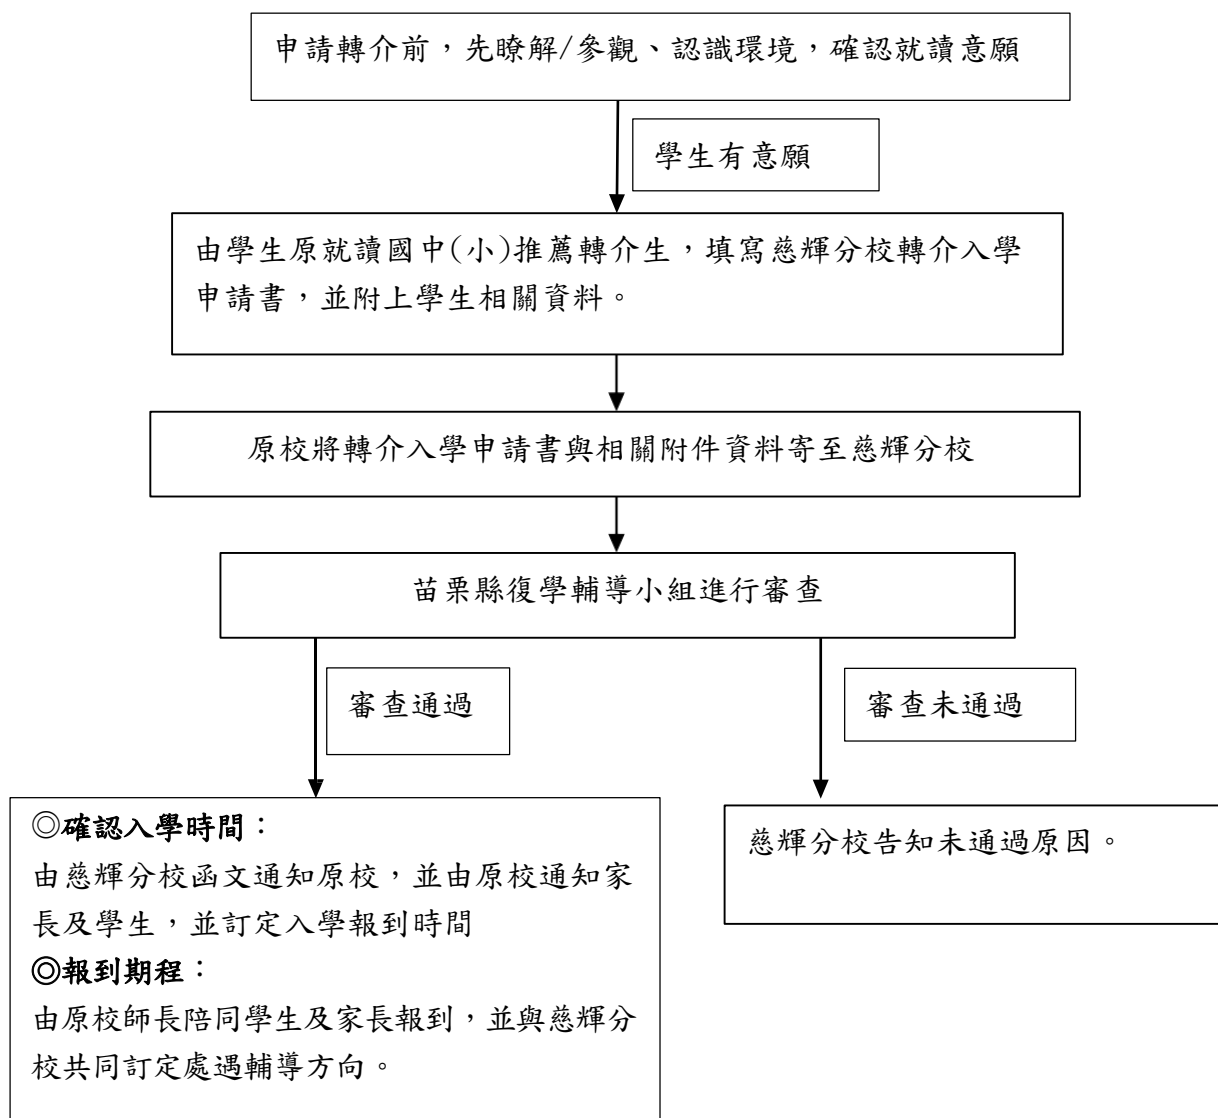 申請轉介前，先瞭解/參觀、認識環境，確認就讀意願
學生有意願
由學生原就讀國中(小)推薦轉介生，填寫慈輝分校轉介入學
申請書，並附上學生相關資料。
原校將轉介入學申請書與相關附件資料寄至慈輝分校
苗栗縣復學輔導小組進行審查
審查通過
審查未通過
◎確認入學時間：
由慈輝分校函文通知原校，並由原校通知家
長及學生，並訂定入學報到時間
◎報到期程：
由原校師長陪同學生及家長報到，並與慈輝分
校共同訂定處遇輔導方向。
慈輝分校告知未通過原因。